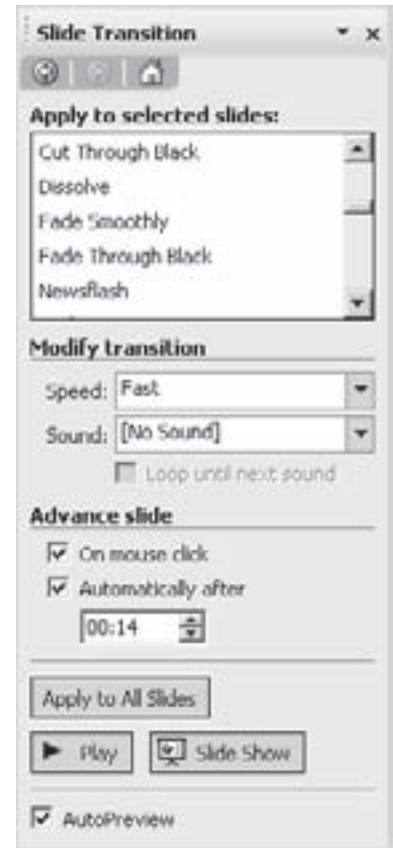 Slide Transition
Apply to selected slides:
Cut Through Black
Dissolve
Fade Smoothly
Fade Through Black
Newsflash
Modify transition
Speed: Fast
Sound: [No Sound]
Loop until next sound
Advance slide
On mouse click
Automatically after
00:14
Apply to All Slides
Play Slide Show
AutoPreview